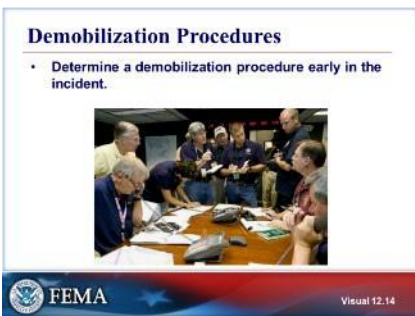 Demobilization Procedures
• Determine a demobilization procedure early in the
incident.
FEMA
Visual 12.14